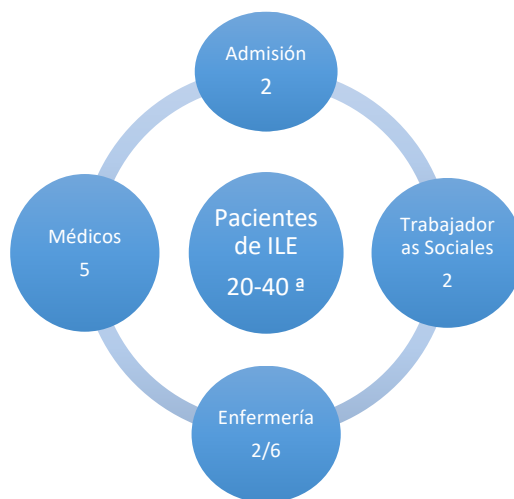 Admisión
2
Médicos
5
Pacientes
de ILE
20-40 ª
Trabajador
as Sociales
2
Enfermería
2/6